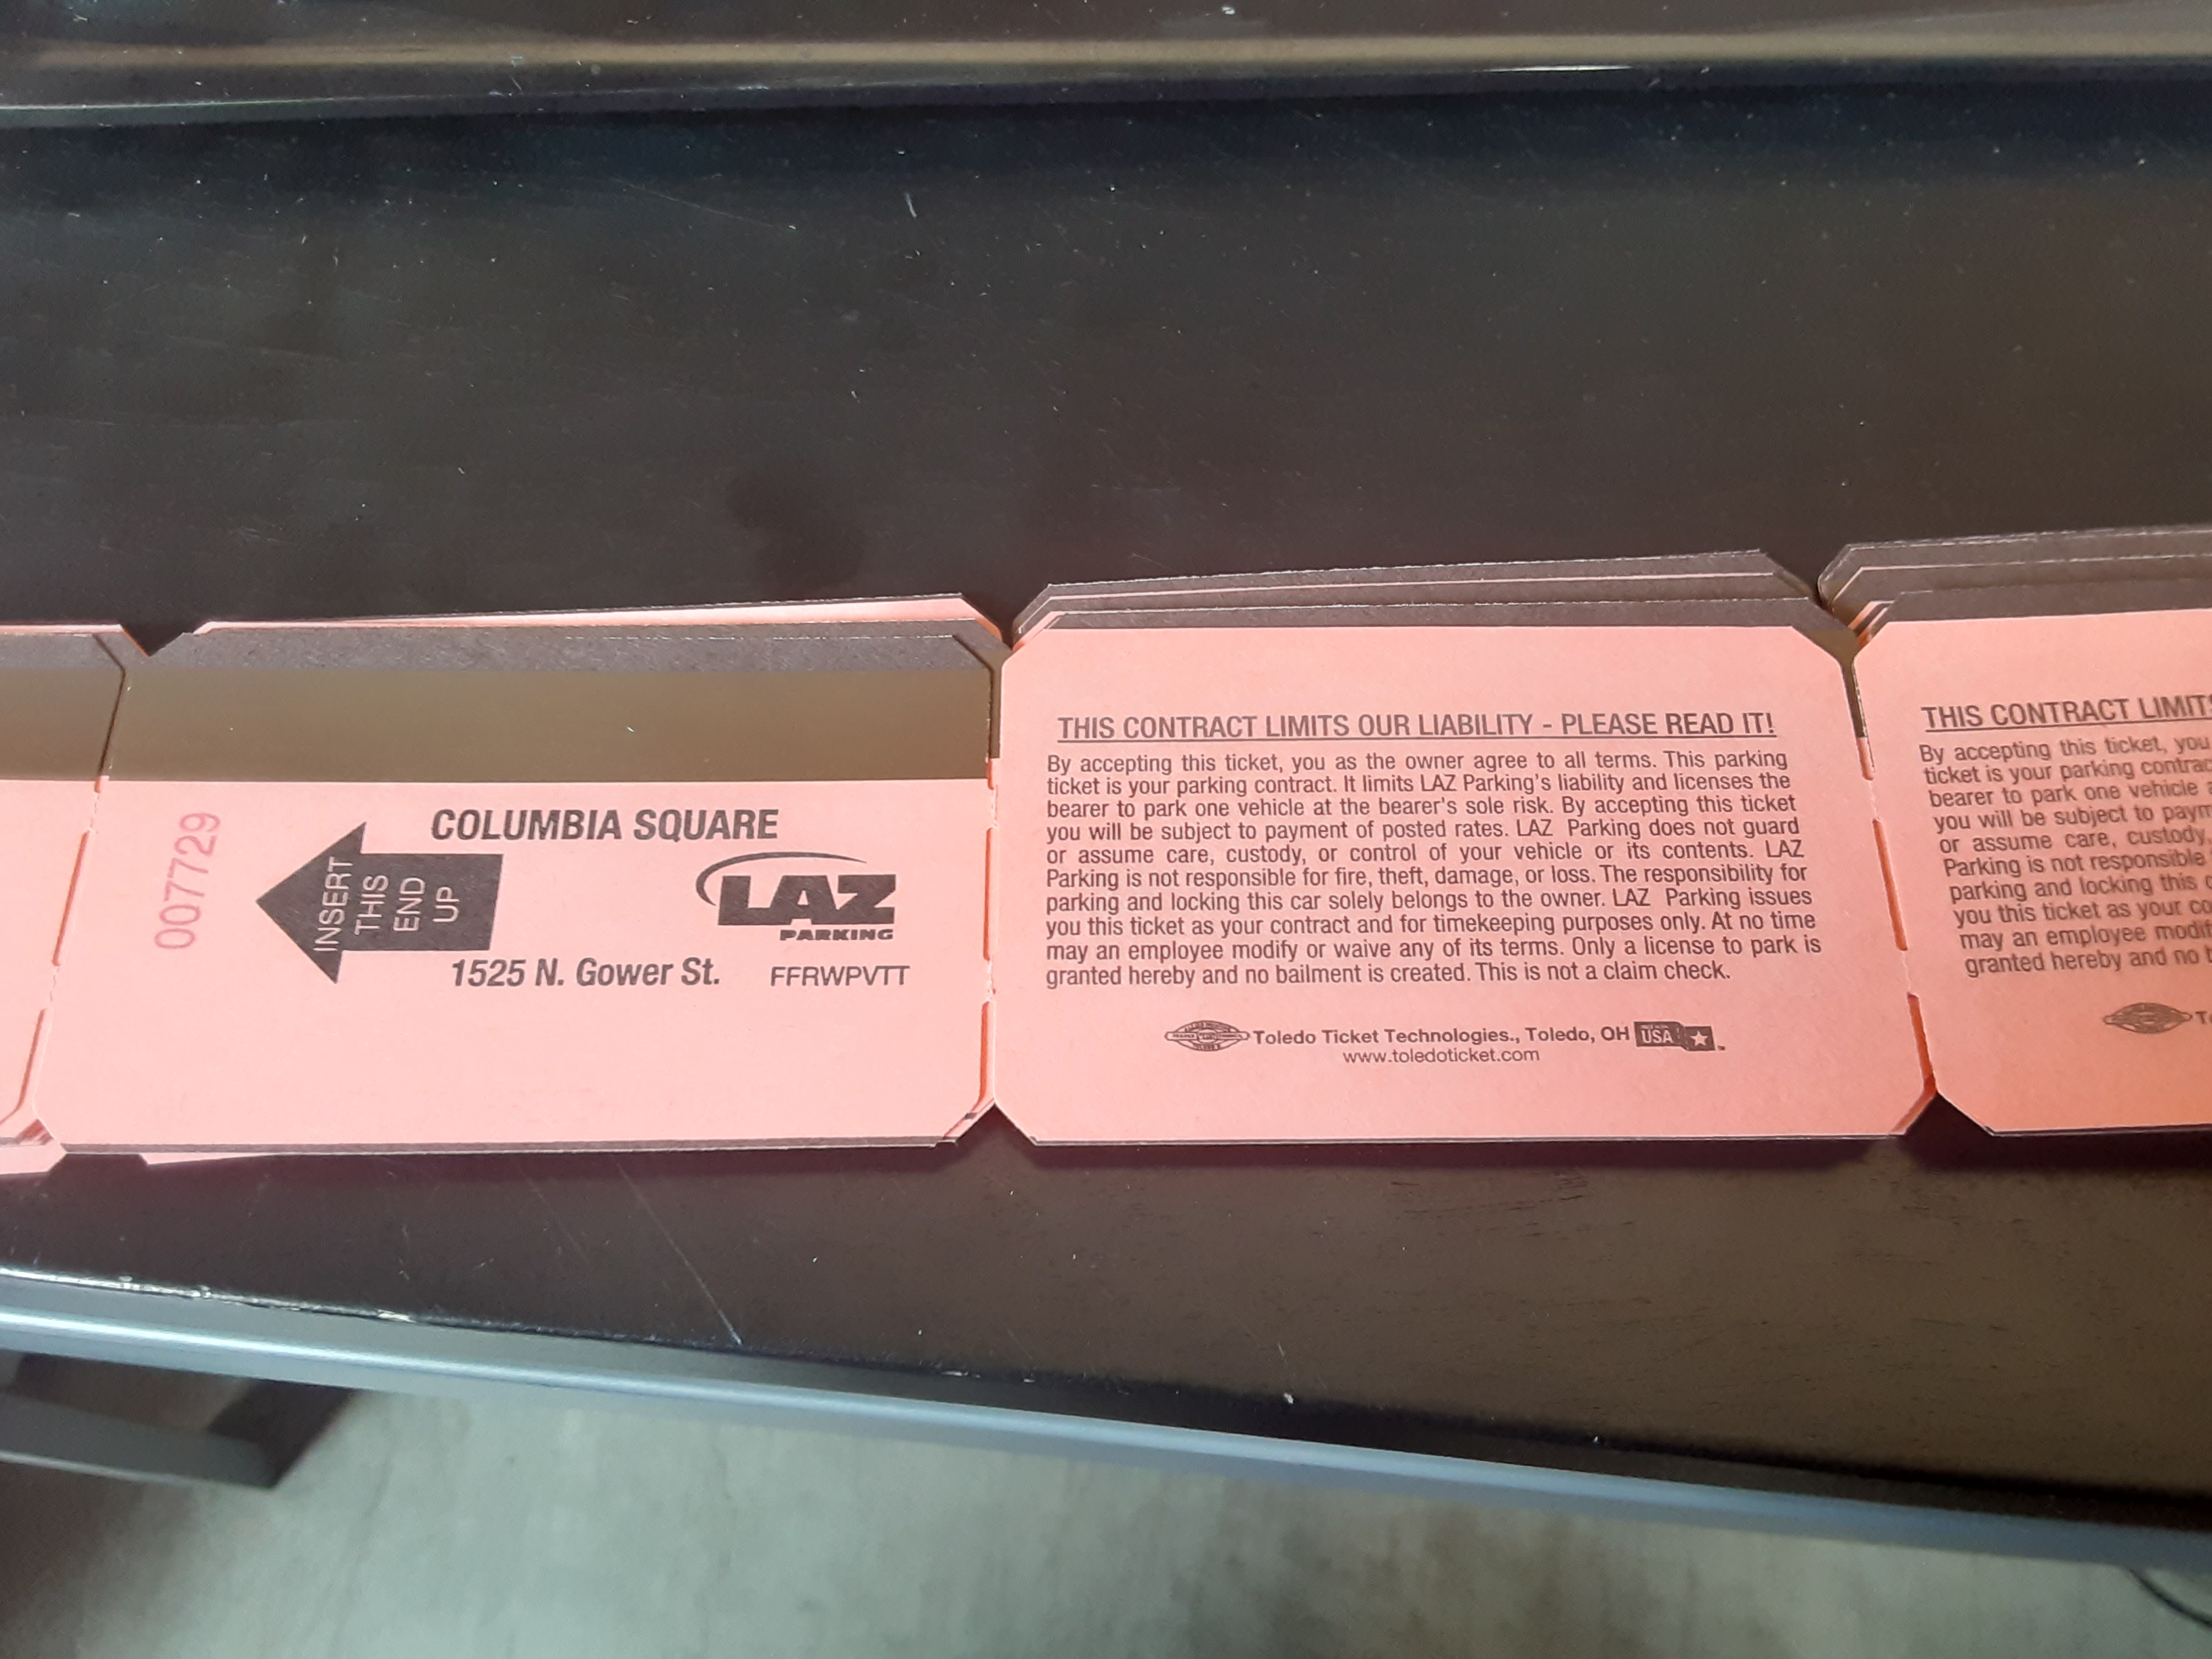 007729
INSERT
THIS
END
UP
COLUMBIA SQUARE
LAZ
PARKING
1525 N. Gower St.
FFRWPVTT
THIS CONTRACT LIMITS OUR LIABILITY - PLEASE READ IT!
By accepting this ticket, you as the owner agree to all terms. This parking
ticket is your parking contract. It limits LAZ Parking's liability and licenses the
bearer to park one vehicle at the bearer's sole risk. By accepting this ticket
you will be subject to payment of posted rates. LAZ Parking does not guard
or assume care, custody, or control of your vehicle or its contents. LAZ
Parking is not responsible for fire, theft, damage, or loss. The responsibility for
parking and locking this car solely belongs to the owner. LAZ Parking issues
you this ticket as your contract and for timekeeping purposes only. At no time
may an employee modify or waive any of its terms. Only a license to park is
granted hereby and no bailment is created. This is not a claim check.
Toledo Ticket Technologies., Toledo, OH USA
www.toledoticket.com
THIS CONTRACT LIMITS
By accepting this ticket, you
ticket is your parking
bearer to park one vehicle
you will be subject to
or assume care, custody,
Parking is not responsible
parking and locking this
you this ticket as your
may an employee
granted hereby and no